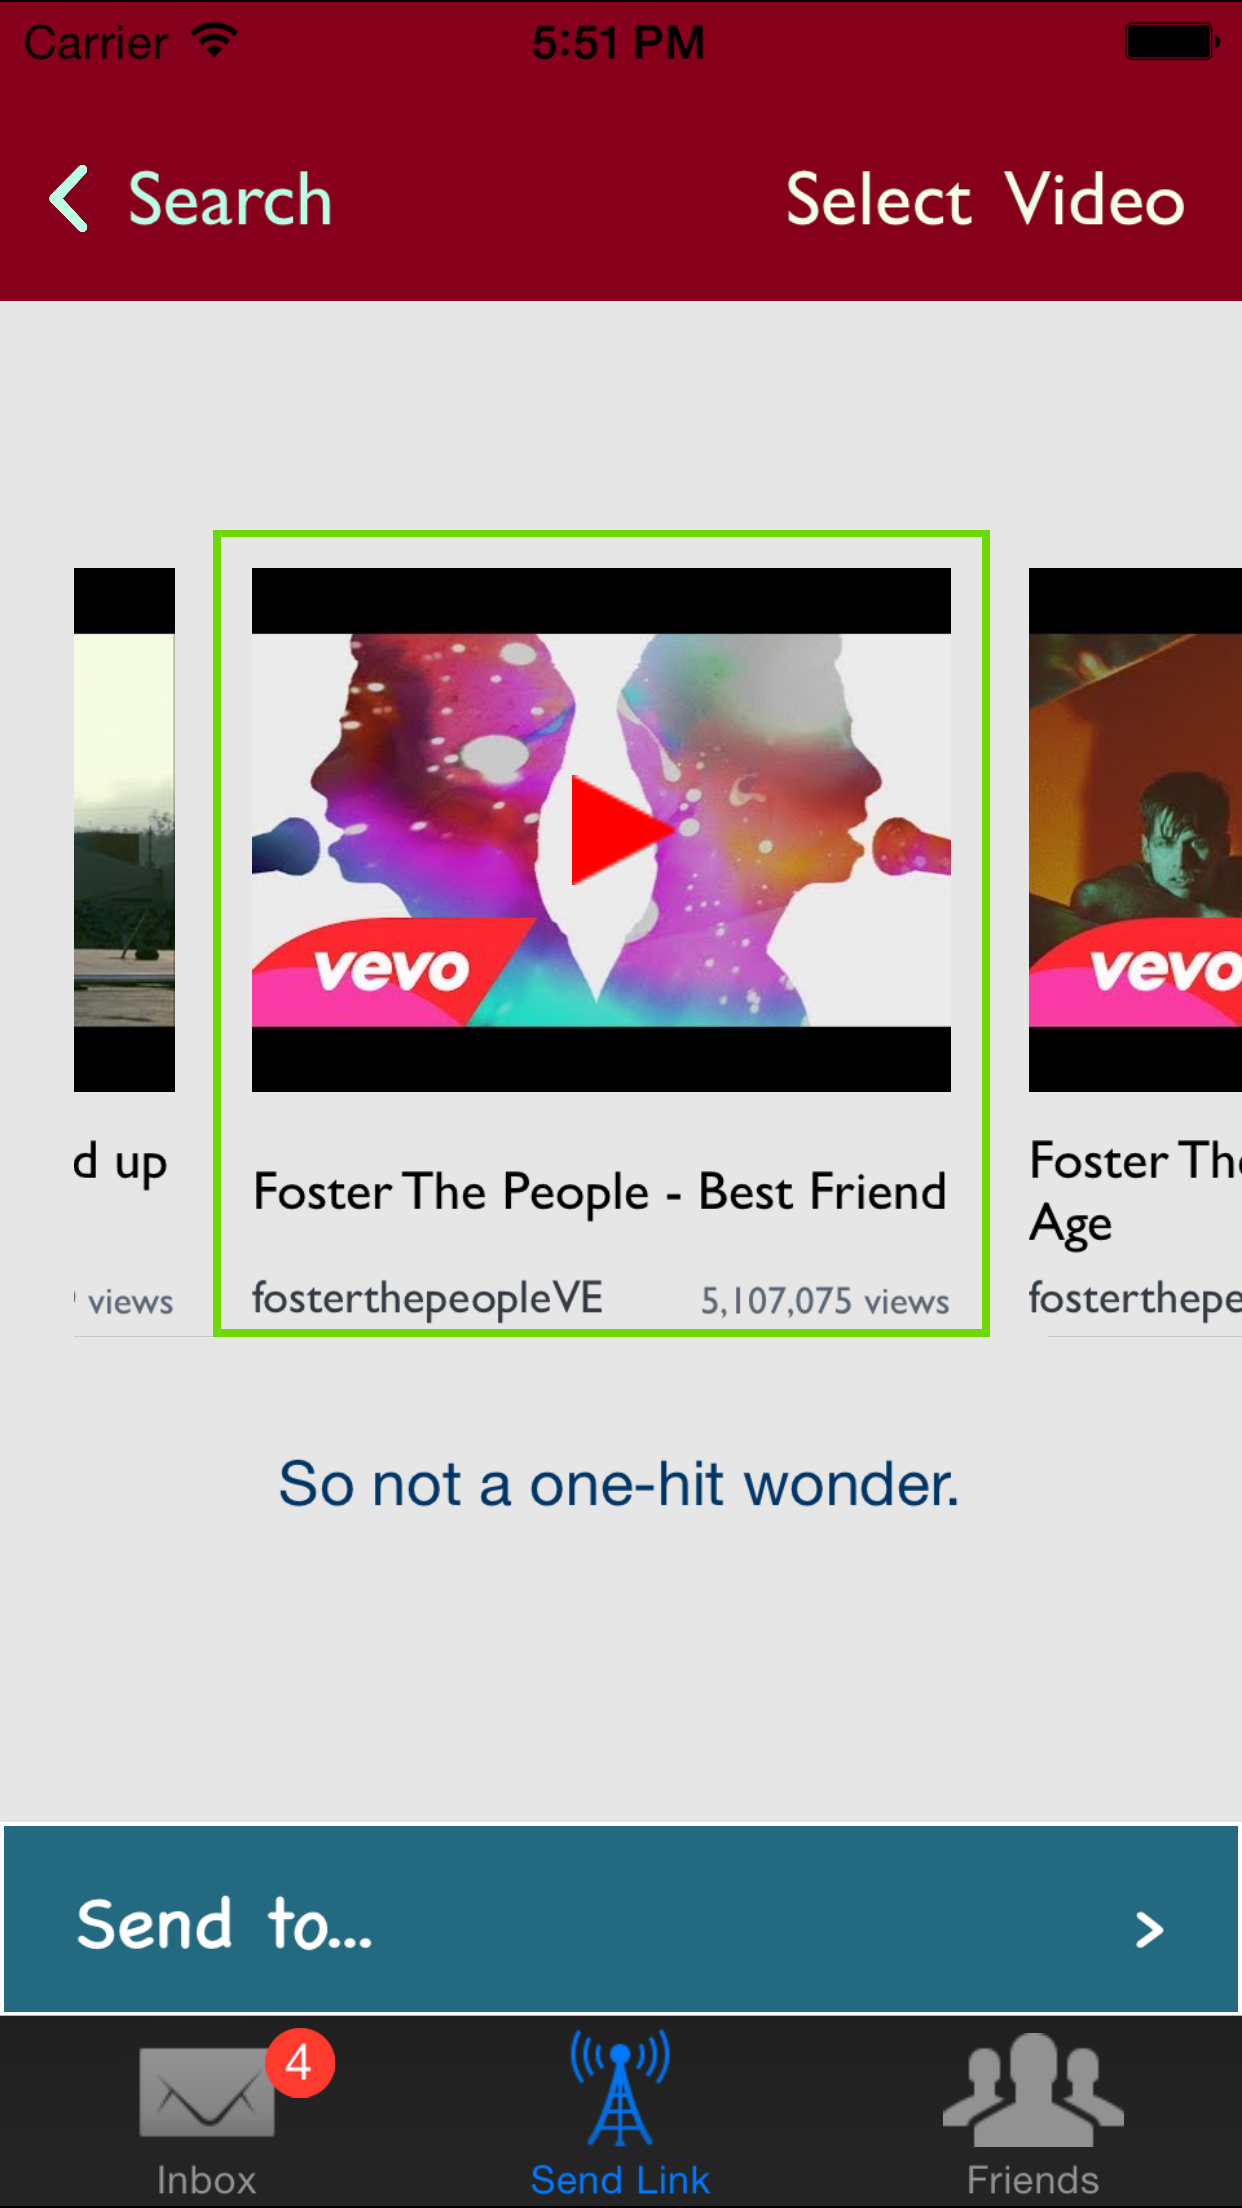 Carrier 5:51 PM
Search Select Video
vevo vevo
d up
Foster The People - Best Friend
Foster The
Age
views
fosterthepeopleVE 5,107,075 views
fosterthepe
So not a one-hit wonder.
Send to... >
4
Inbox Send Link Friends